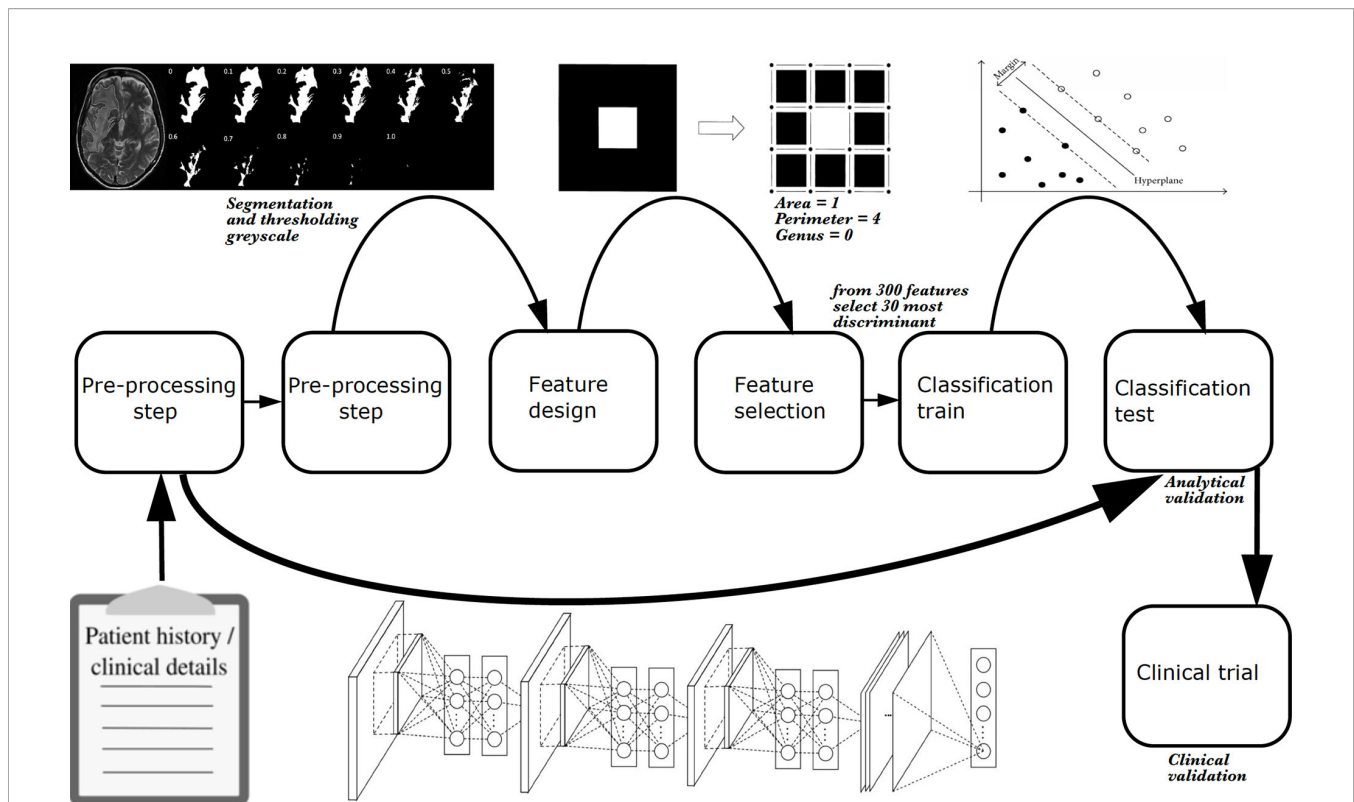 0 0.1 0.2 0.3 0.4 0.5
0.6 0.7 0.8 0.9 1.0
Segmentation
and thresholding
greyscale
Area = 1
Perimeter = 4
Genus = 0
Margin
Hyperplane
from 300 features
select 30 most
discriminant
Pre-processing
step
Pre-processing
step
Feature
design
Feature
selection
Classification
train
Classification
test
Analytical
validation
Patient history /
clinical details
Clinical trial
Clinical
validation